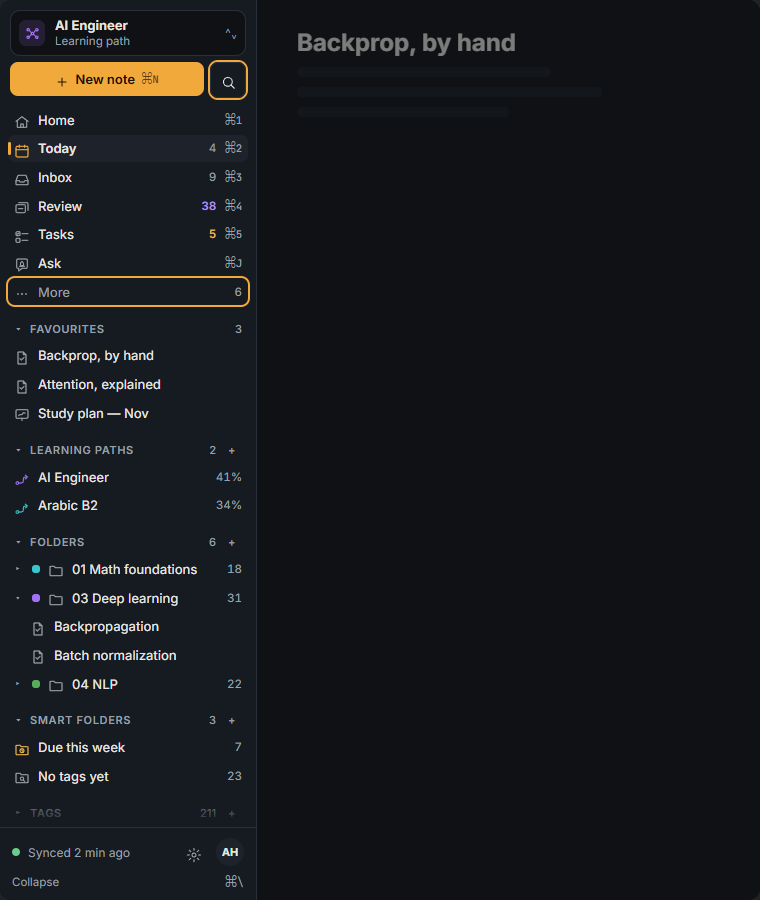 AI Engineer
Learning path
Backprop, by hand
+ New note ⌘N
Home ⌘1
Today 4 ⌘2
Inbox 9 ⌘3
Review 38 ⌘4
Tasks 5 ⌘5
Ask ⌘J
More 6
FAVOURITES 3
Backprop, by hand
Attention, explained
Study plan — Nov
LEARNING PATHS 2 +
AI Engineer 41%
Arabic B2 34%
FOLDERS 6 +
01 Math foundations 18
03 Deep learning 31
Backpropagation
Batch normalization
04 NLP 22
SMART FOLDERS 3 +
Due this week 7
No tags yet 23
TAGS 211 +
Synced 2 min ago AH
Collapse ⌘\